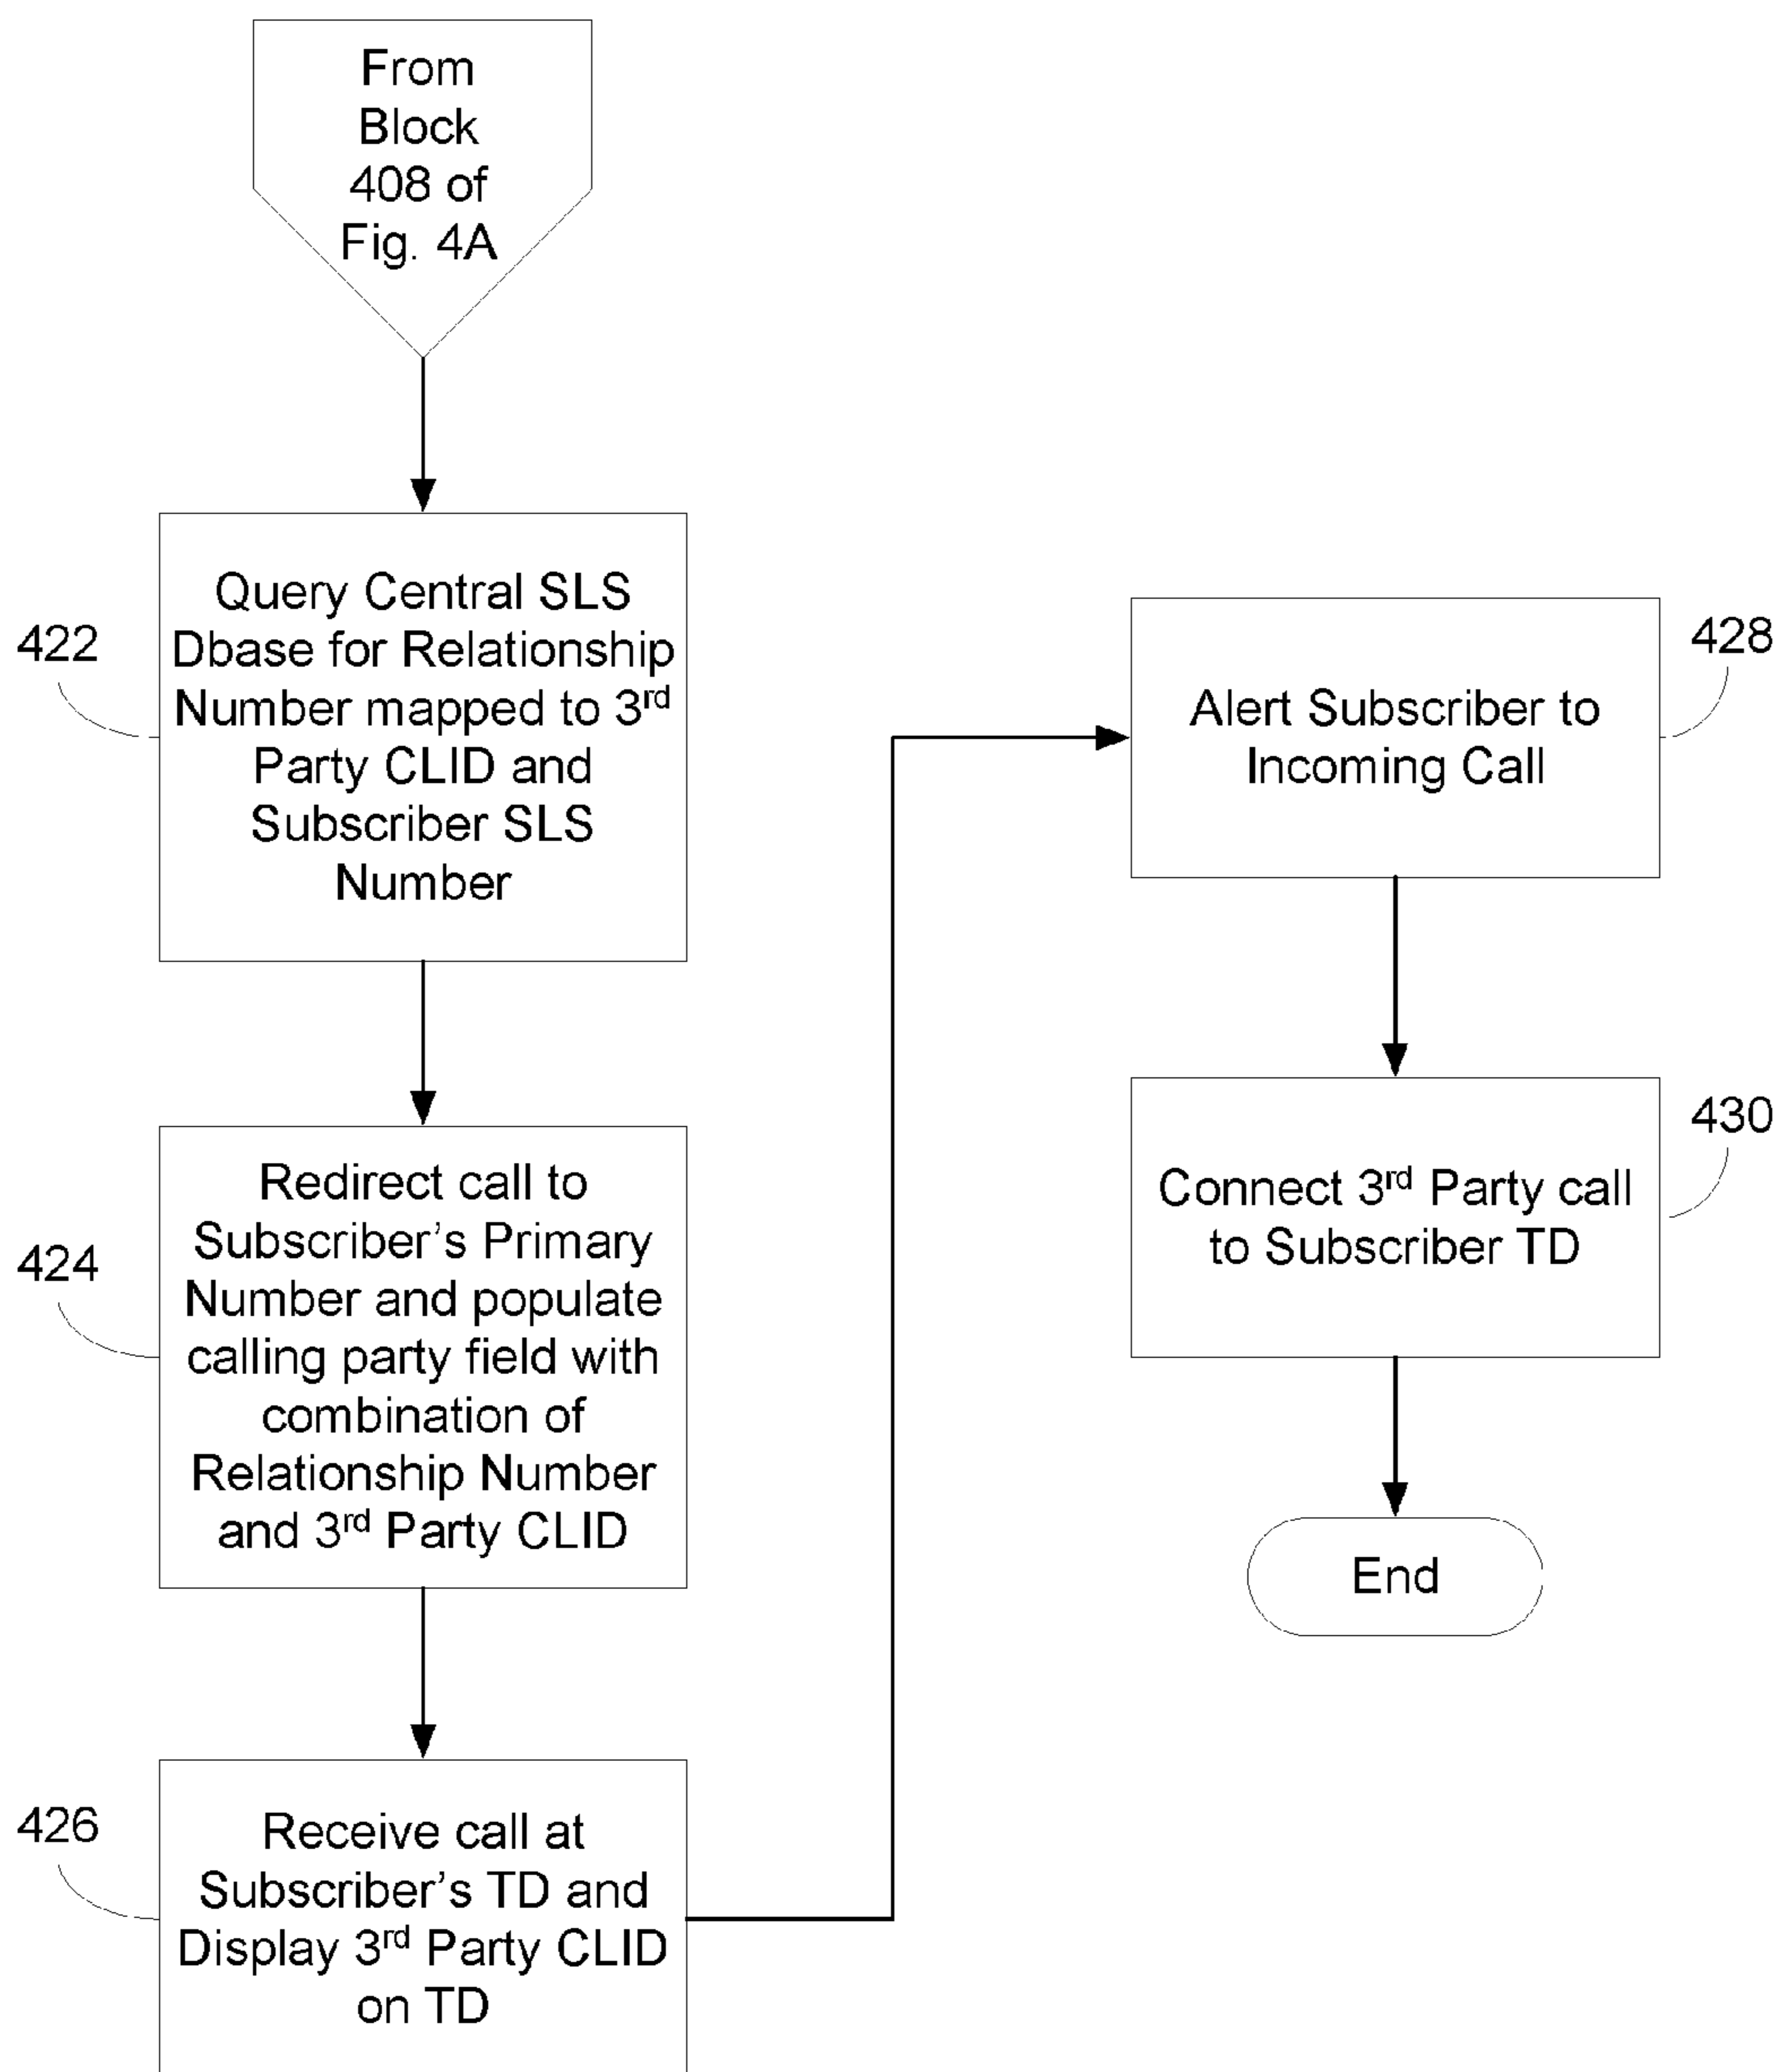 From
Block
408 of
Fig. 4A
422
Query Central SLS
Dbase for Relationship
Number mapped to 3rd
Party CLID and
Subscriber SLS
Number
424
Redirect call to
Subscriber's Primary
Number and populate
calling party field with
combination of
Relationship Number
and 3rd Party CLID
426
Receive call at
Subscriber's TD and
Display 3rd Party CLID
on TD
428
Alert Subscriber to
Incoming Call
430
Connect 3rd Party call
to Subscriber TD
End